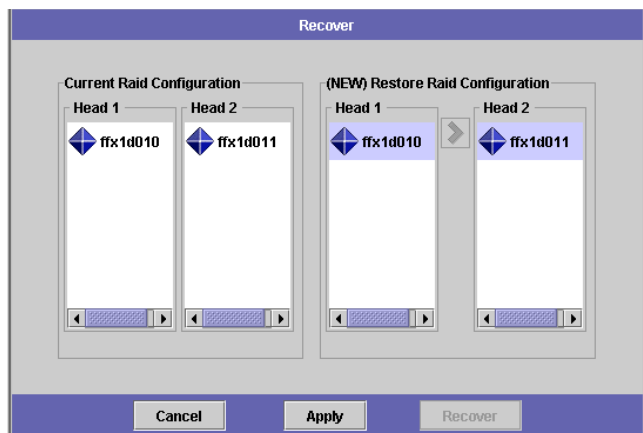 Recover
Current Raid Configuration
Head 1
Head 2
ffx1d010
ffx1d011
(NEW) Restore Raid Configuration
Head 1
Head 2
ffx1d010
ffx1d011
Cancel
Apply
Recover